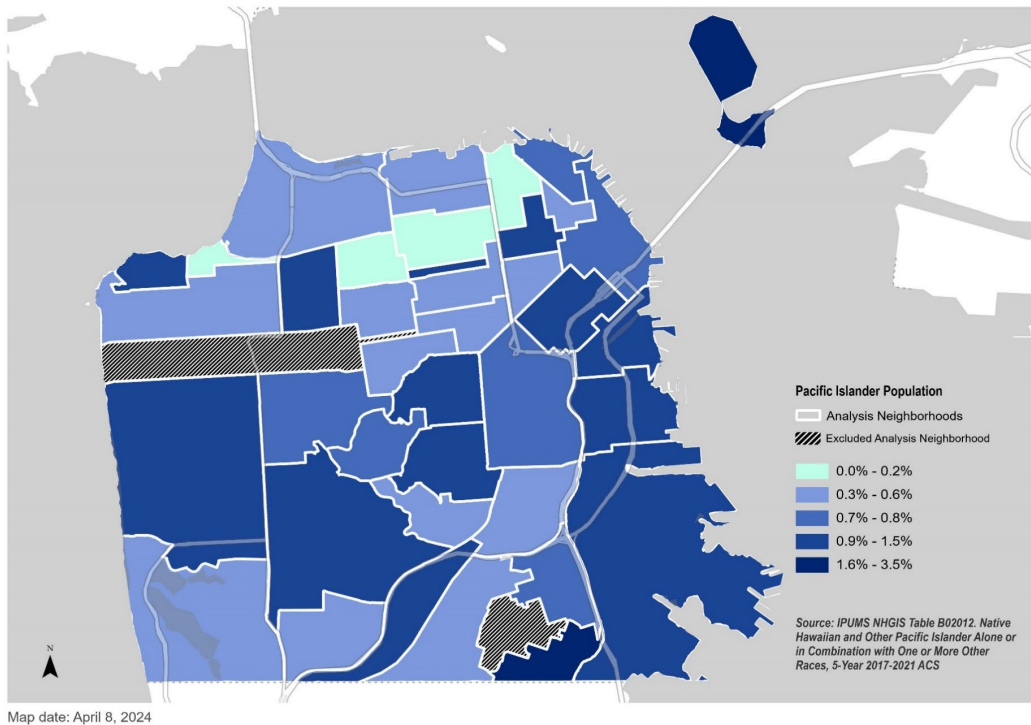 N
Pacific Islander Population
Analysis Neighborhoods
Excluded Analysis Neighborhood
0.0% - 0.2%
0.3% - 0.6%
0.7% - 0.8%
0.9% - 1.5%
1.6% - 3.5%
Source: IPUMS NHGIS Table B02012. Native
Hawaiian and Other Pacific Islander Alone or
in Combination with One or More Other
Races, 5-Year 2017-2021 ACS
Map date: April 8, 2024